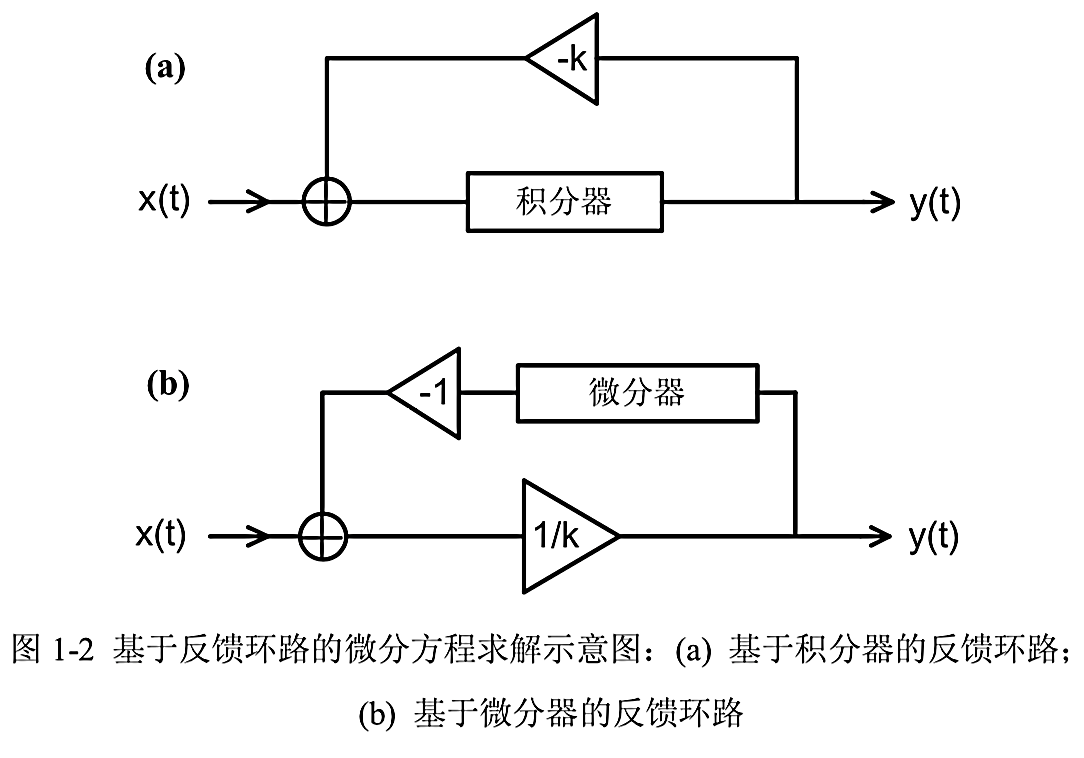 (a)
-k
x(t)
积分器
y(t)
(b)
-1
微分器
x(t)
1/k
y(t)
图 1-2 基于反馈环路的微分方程求解示意图：(a) 基于积分器的反馈环路；
(b) 基于微分器的反馈环路